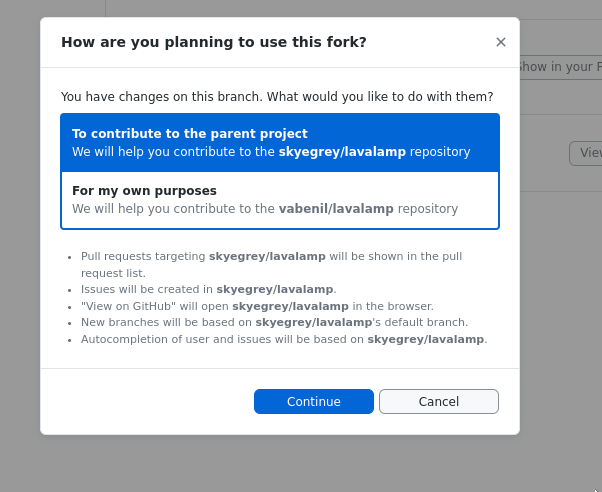 How are you planning to use this fork?
You have changes on this branch. What would you like to do with them?
Show in your
To contribute to the parent project
We will help you contribute to the skyegrey/lavalamp repository
View
For my own purposes
We will help you contribute to the vabenil/lavalamp repository
Pull requests targeting skyegrey/lavalamp will be shown in the pull
request list.
Issues will be created in skyegrey/lavalamp.
"View on GitHub" will open skyegrey/lavalamp in the browser.
New branches will be based on skyegrey/lavalamp's default branch.
Autocompletion of user and issues will be based on skyegrey/lavalamp.
Continue
Cancel